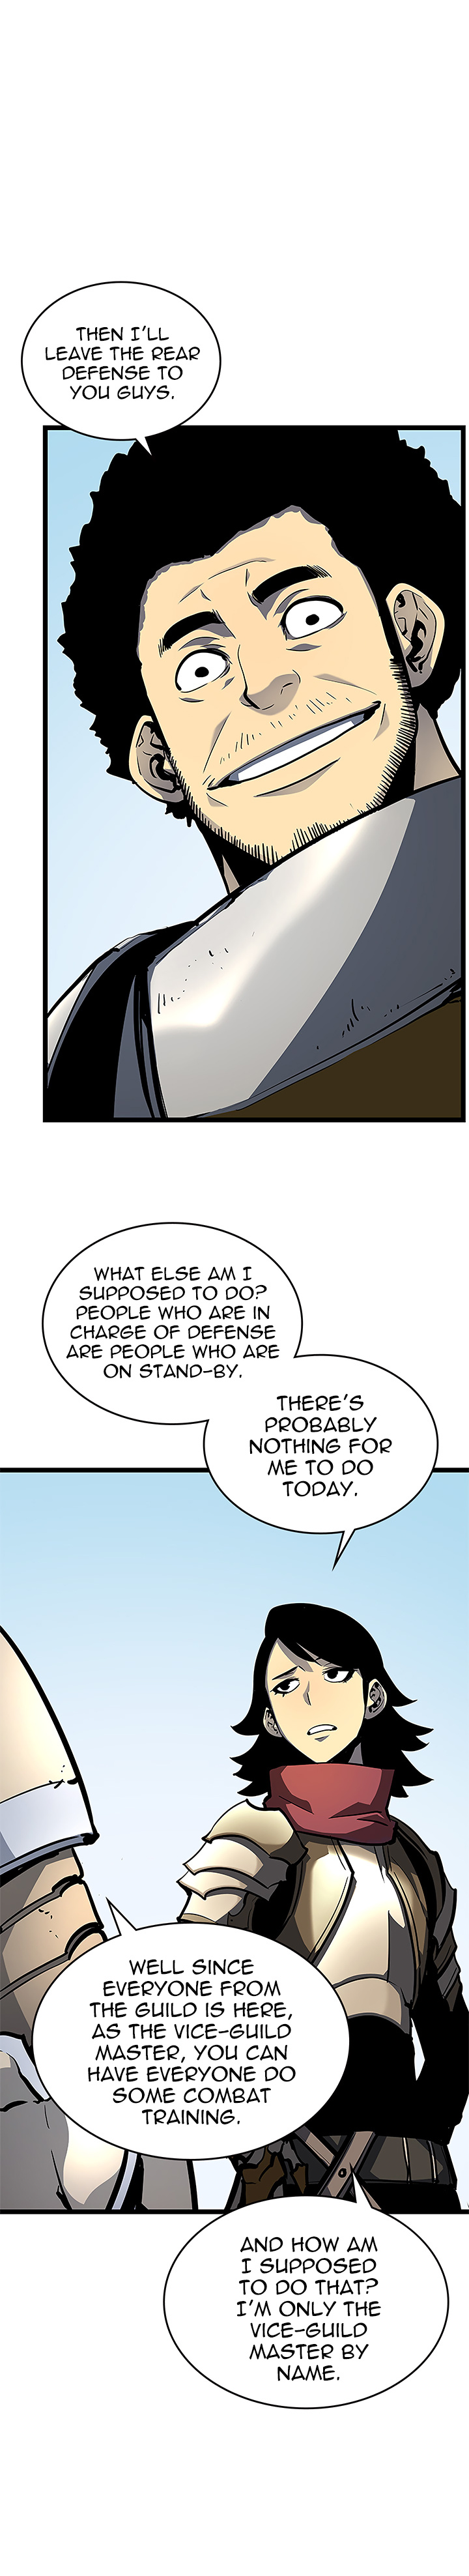 THEN I'LL
LEAVE THE REAR
DEFENSE TO
YOU GUYS.
WHAT ELSE AM I
SUPPOSED TO DO?
PEOPLE WHO ARE IN
CHARGE OF DEFENSE
ARE PEOPLE WHO ARE
ON STAND-BY.
THERE'S
PROBABLY
NOTHING FOR
ME TO DO
TODAY.
WELL SINCE
EVERYONE FROM
THE GUILD IS HERE,
AS THE VICE-GUILD
MASTER, YOU CAN
HAVE EVERYONE DO
SOME COMBAT
TRAINING.
AND HOW AM
I SUPPOSED
TO DO THAT?
I'M ONLY THE
VICE-GUILD
MASTER BY
NAME.